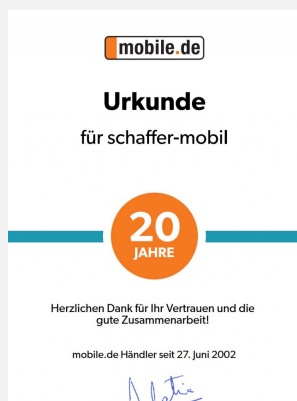 mobile.de
Urkunde
für schaffer-mobil
20
JAHRE
Herzlichen Dank für Ihr Vertrauen und die
gute Zusammenarbeit!
mobile.de Händler seit 27. Juni 2002